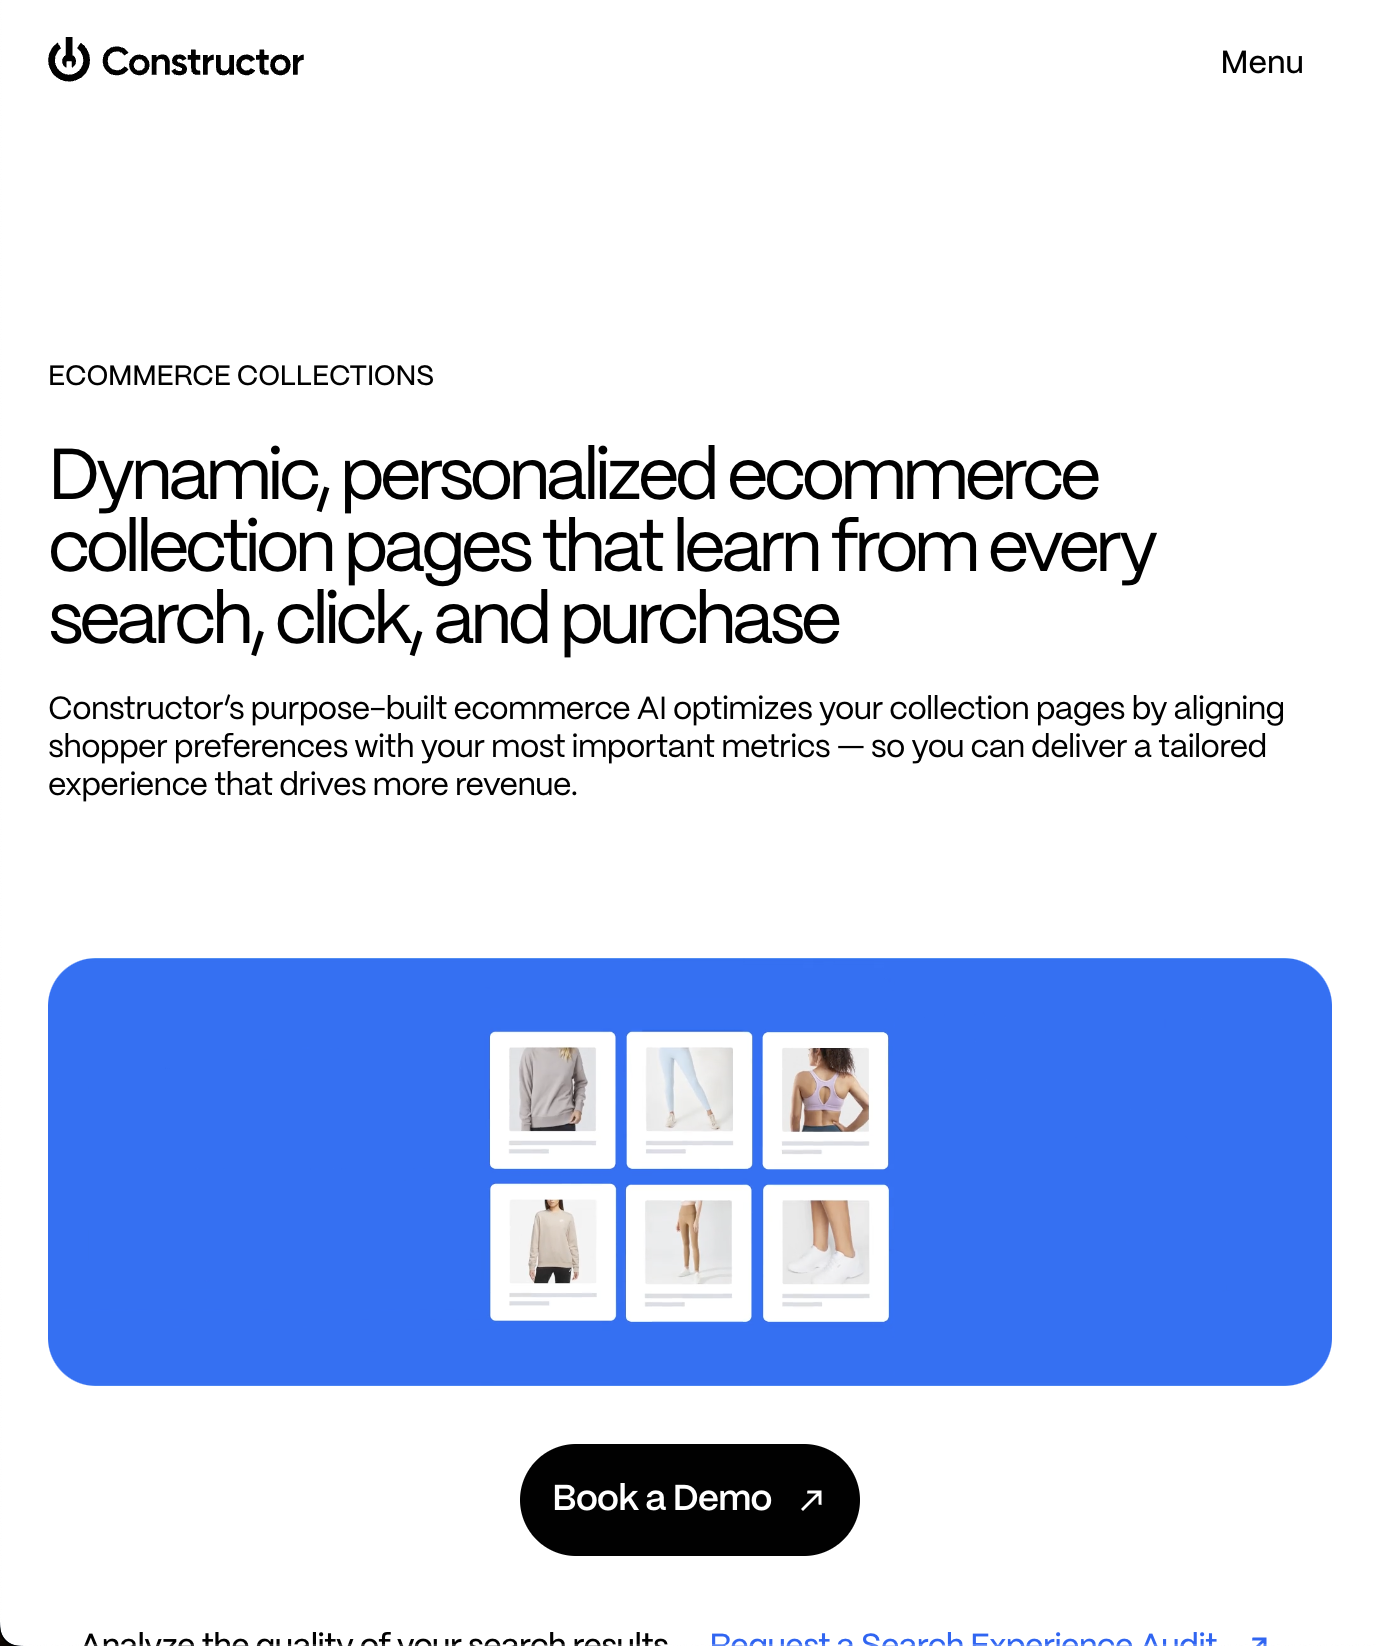 Constructor
Menu
ECOMMERCE COLLECTIONS
Dynamic, personalized ecommerce
collection pages that learn from every
search, click, and purchase
Constructor’s purpose-built ecommerce AI optimizes your collection pages by aligning
shopper preferences with your most important metrics — so you can deliver a tailored
experience that drives more revenue.
Book a Demo
Analyze the quality of your search results. Request a Search Experience Audit